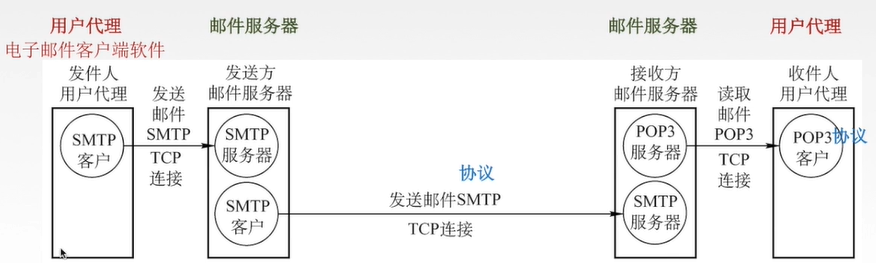 用户代理
邮件服务器
邮件服务器
用户代理
电子邮件客户端软件
发件人
用户代理
发送
邮件
SMTP
TCP
连接
发送方
邮件服务器
接收方
邮件服务器
读取
邮件
POP3
TCP
连接
收件人
用户代理
SMTP
客户
SMTP
服务器
SMTP
客户
协议
发送邮件SMTP
TCP连接
POP3
服务器
SMTP
服务器
POP3
客户
协议